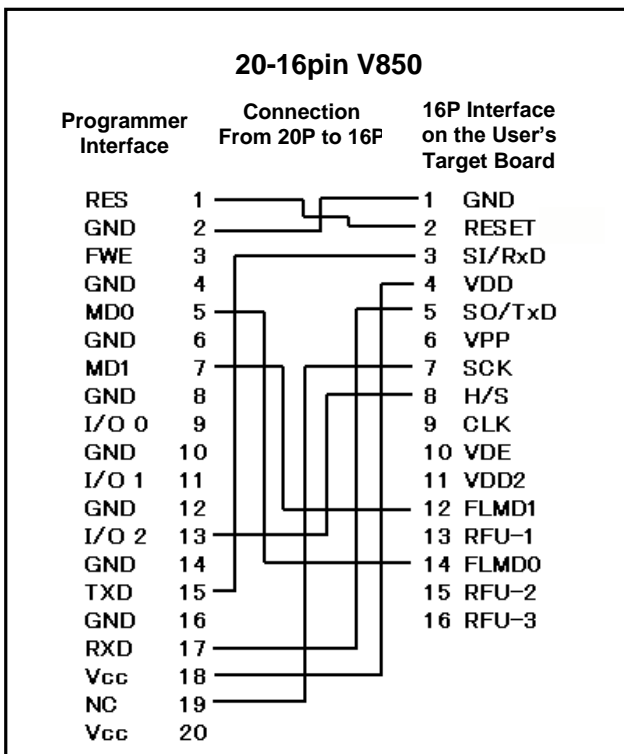 20-16pin V850
Programmer Interface
Connection From 20P to 16P
16P Interface on the User's Target Board
RES 1 1 GND
GND 2 2 RESET
FWE 3 3 SI/RxD
GND 4 4 VDD
MD0 5 5 SO/TxD
GND 6 6 VPP
MD1 7 7 SCK
GND 8 8 H/S
I/O 0 9 9 CLK
GND 10 10 VDE
I/O 1 11 11 VDD2
GND 12 12 FLMD1
I/O 2 13 13 RFU-1
GND 14 14 FLMD0
TXD 15 15 RFU-2
GND 16 16 RFU-3
RXD 17
Vcc 18
NC 19
Vcc 20